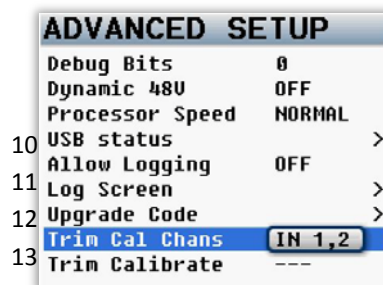 ADVANCED SETUP
Debug Bits 0
Dynamic 48V OFF
Processor Speed NORMAL
10 USB status >
Allow Logging OFF
11 Log Screen >
12 Upgrade Code >
Trim Cal Chans IN 1,2
13 Trim Calibrate ---